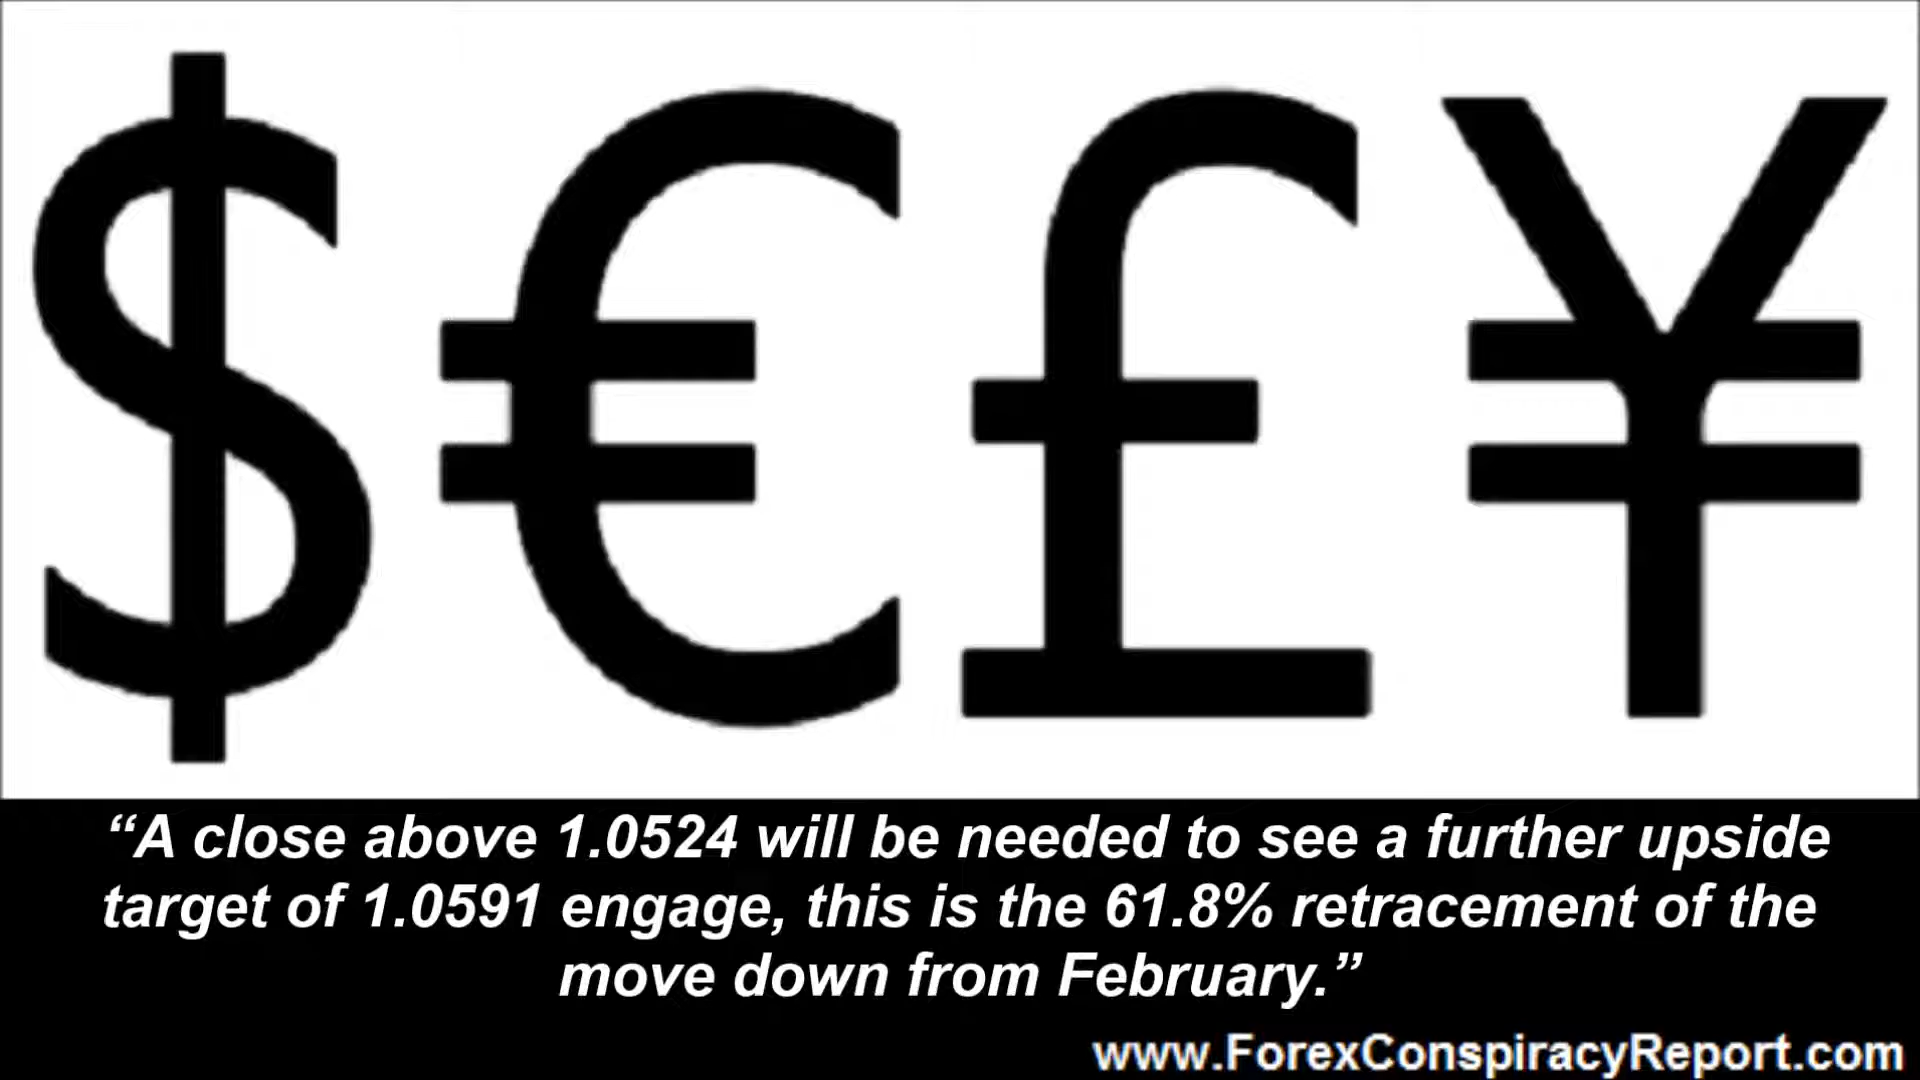 $ € £ ¥
“A close above 1.0524 will be needed to see a further upside
target of 1.0591 engage, this is the 61.8% retracement of the
move down from February.”
www.ForexConspiracyReport.com